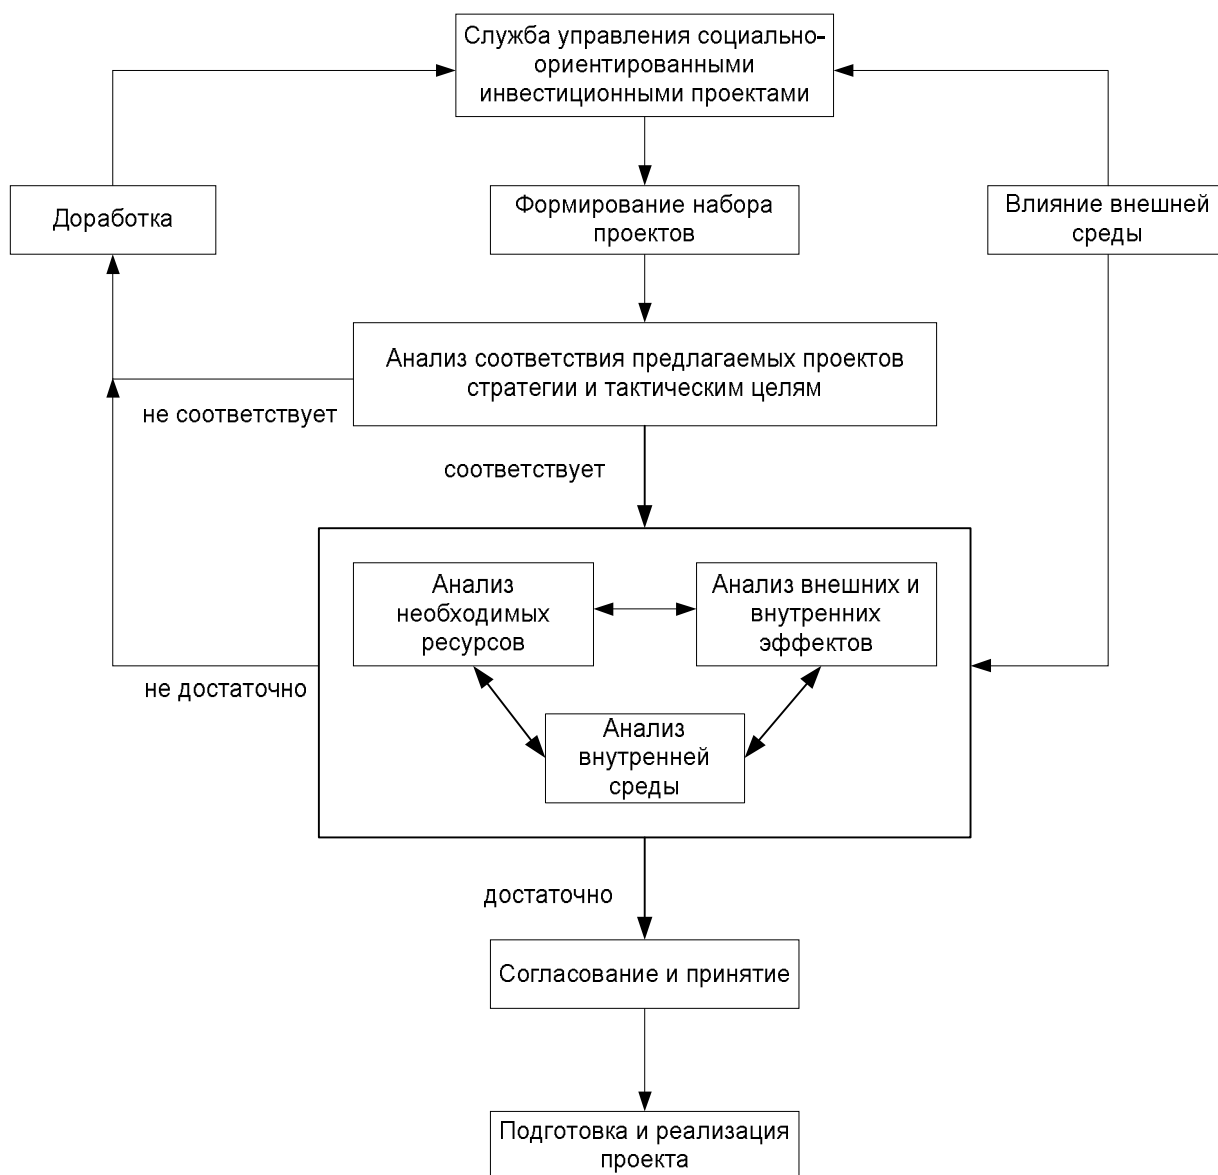 Служба управления социально-
ориентированными
инвестиционными проектами
Доработка
Формирование набора
проектов
Влияние внешней
среды
Анализ соответствия предлагаемых проектов
стратегии и тактическим целям
не соответствует
соответствует
Анализ
необходимых
ресурсов
Анализ внешних и
внутренних
эффектов
не достаточно
Анализ
внутренней
среды
достаточно
Согласование и принятие
Подготовка и реализация
проекта